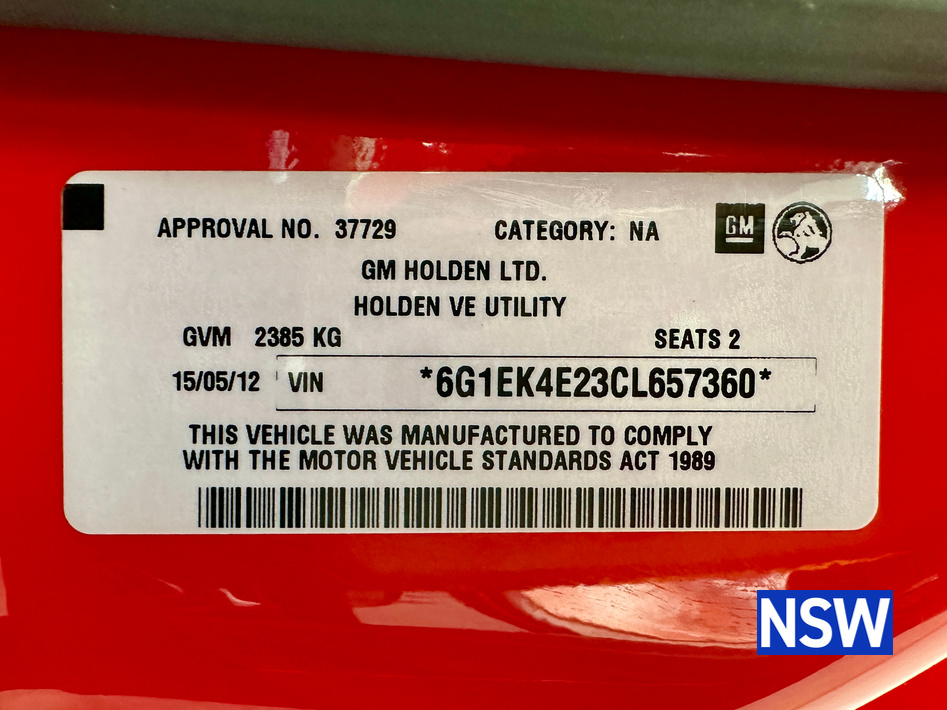 APPROVAL NO. 37729 CATEGORY: NA GM
GM HOLDEN LTD.
HOLDEN VE UTILITY
GVM 2385 KG SEATS 2
15/05/12 VIN *6G1EK4E23CL657360*
THIS VEHICLE WAS MANUFACTURED TO COMPLY
WITH THE MOTOR VEHICLE STANDARDS ACT 1989
NSW